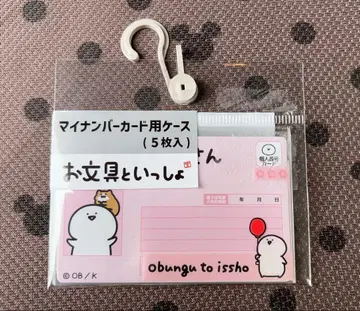 マイナンバーカード用ケース
(5枚入)
お文具といっしょ
さん
個人番号
カード
年 月 日
obungu to issho
© OB / K